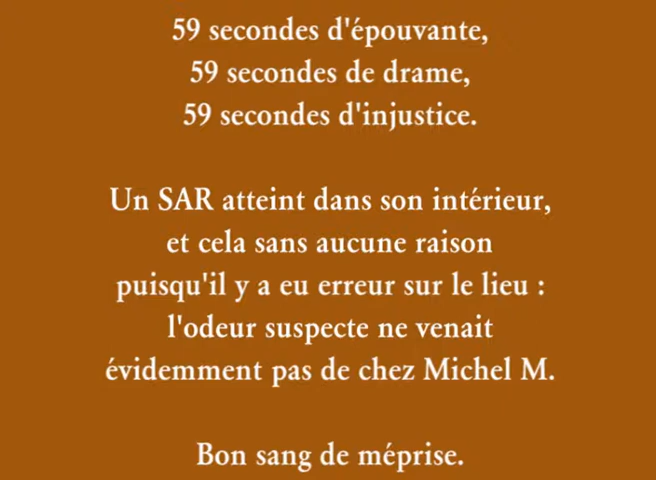 59 secondes d'épouvante,
59 secondes de drame,
59 secondes d'injustice.
Un SAR atteint dans son intérieur,
et cela sans aucune raison
puisqu'il y a eu erreur sur le lieu :
l'odeur suspecte ne venait
évidemment pas de chez Michel M.
Bon sang de méprise.